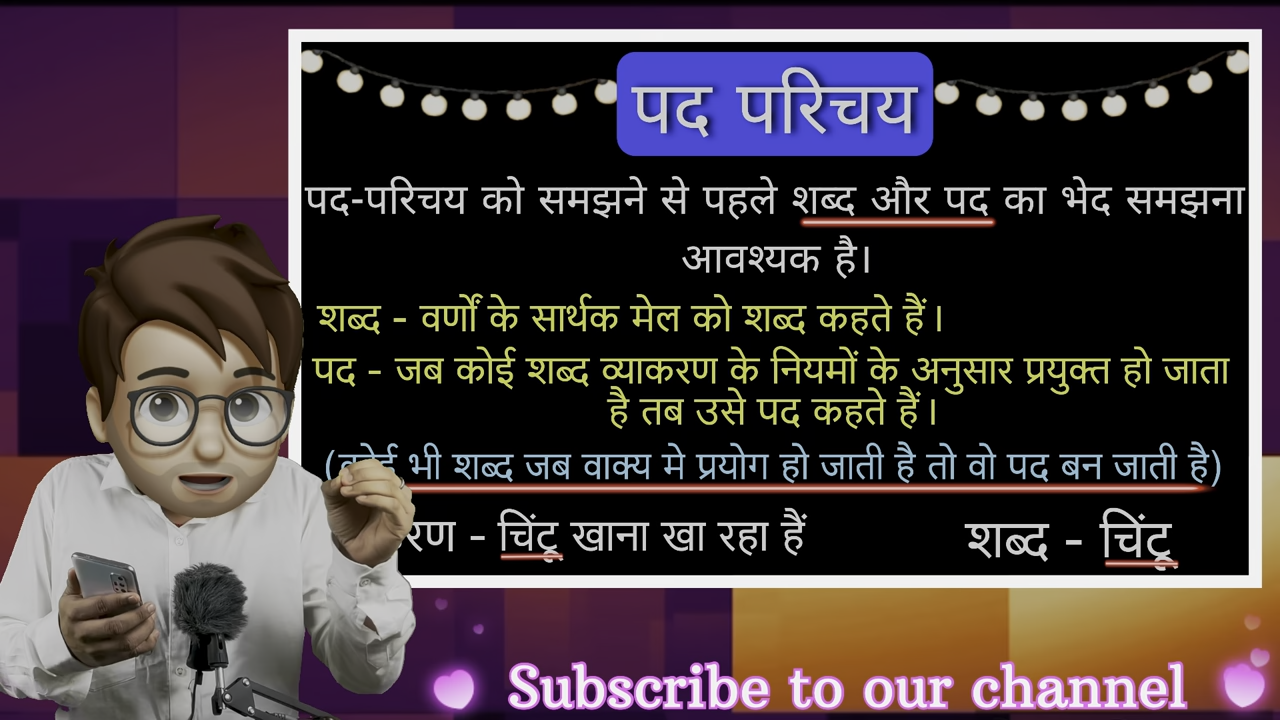 पद परिचय
पद-परिचय को समझने से पहले शब्द और पद का भेद समझना
आवश्यक है।
शब्द - वर्णों के सार्थक मेल को शब्द कहते हैं।
पद - जब कोई शब्द व्याकरण के नियमों के अनुसार प्रयुक्त हो जाता
है तब उसे पद कहते हैं।
(कोई भी शब्द जब वाक्य मे प्रयोग हो जाती है तो वो पद बन जाती है)
रण - चिंटू खाना खा रहा हैं
शब्द - चिंटू
Subscribe to our channel